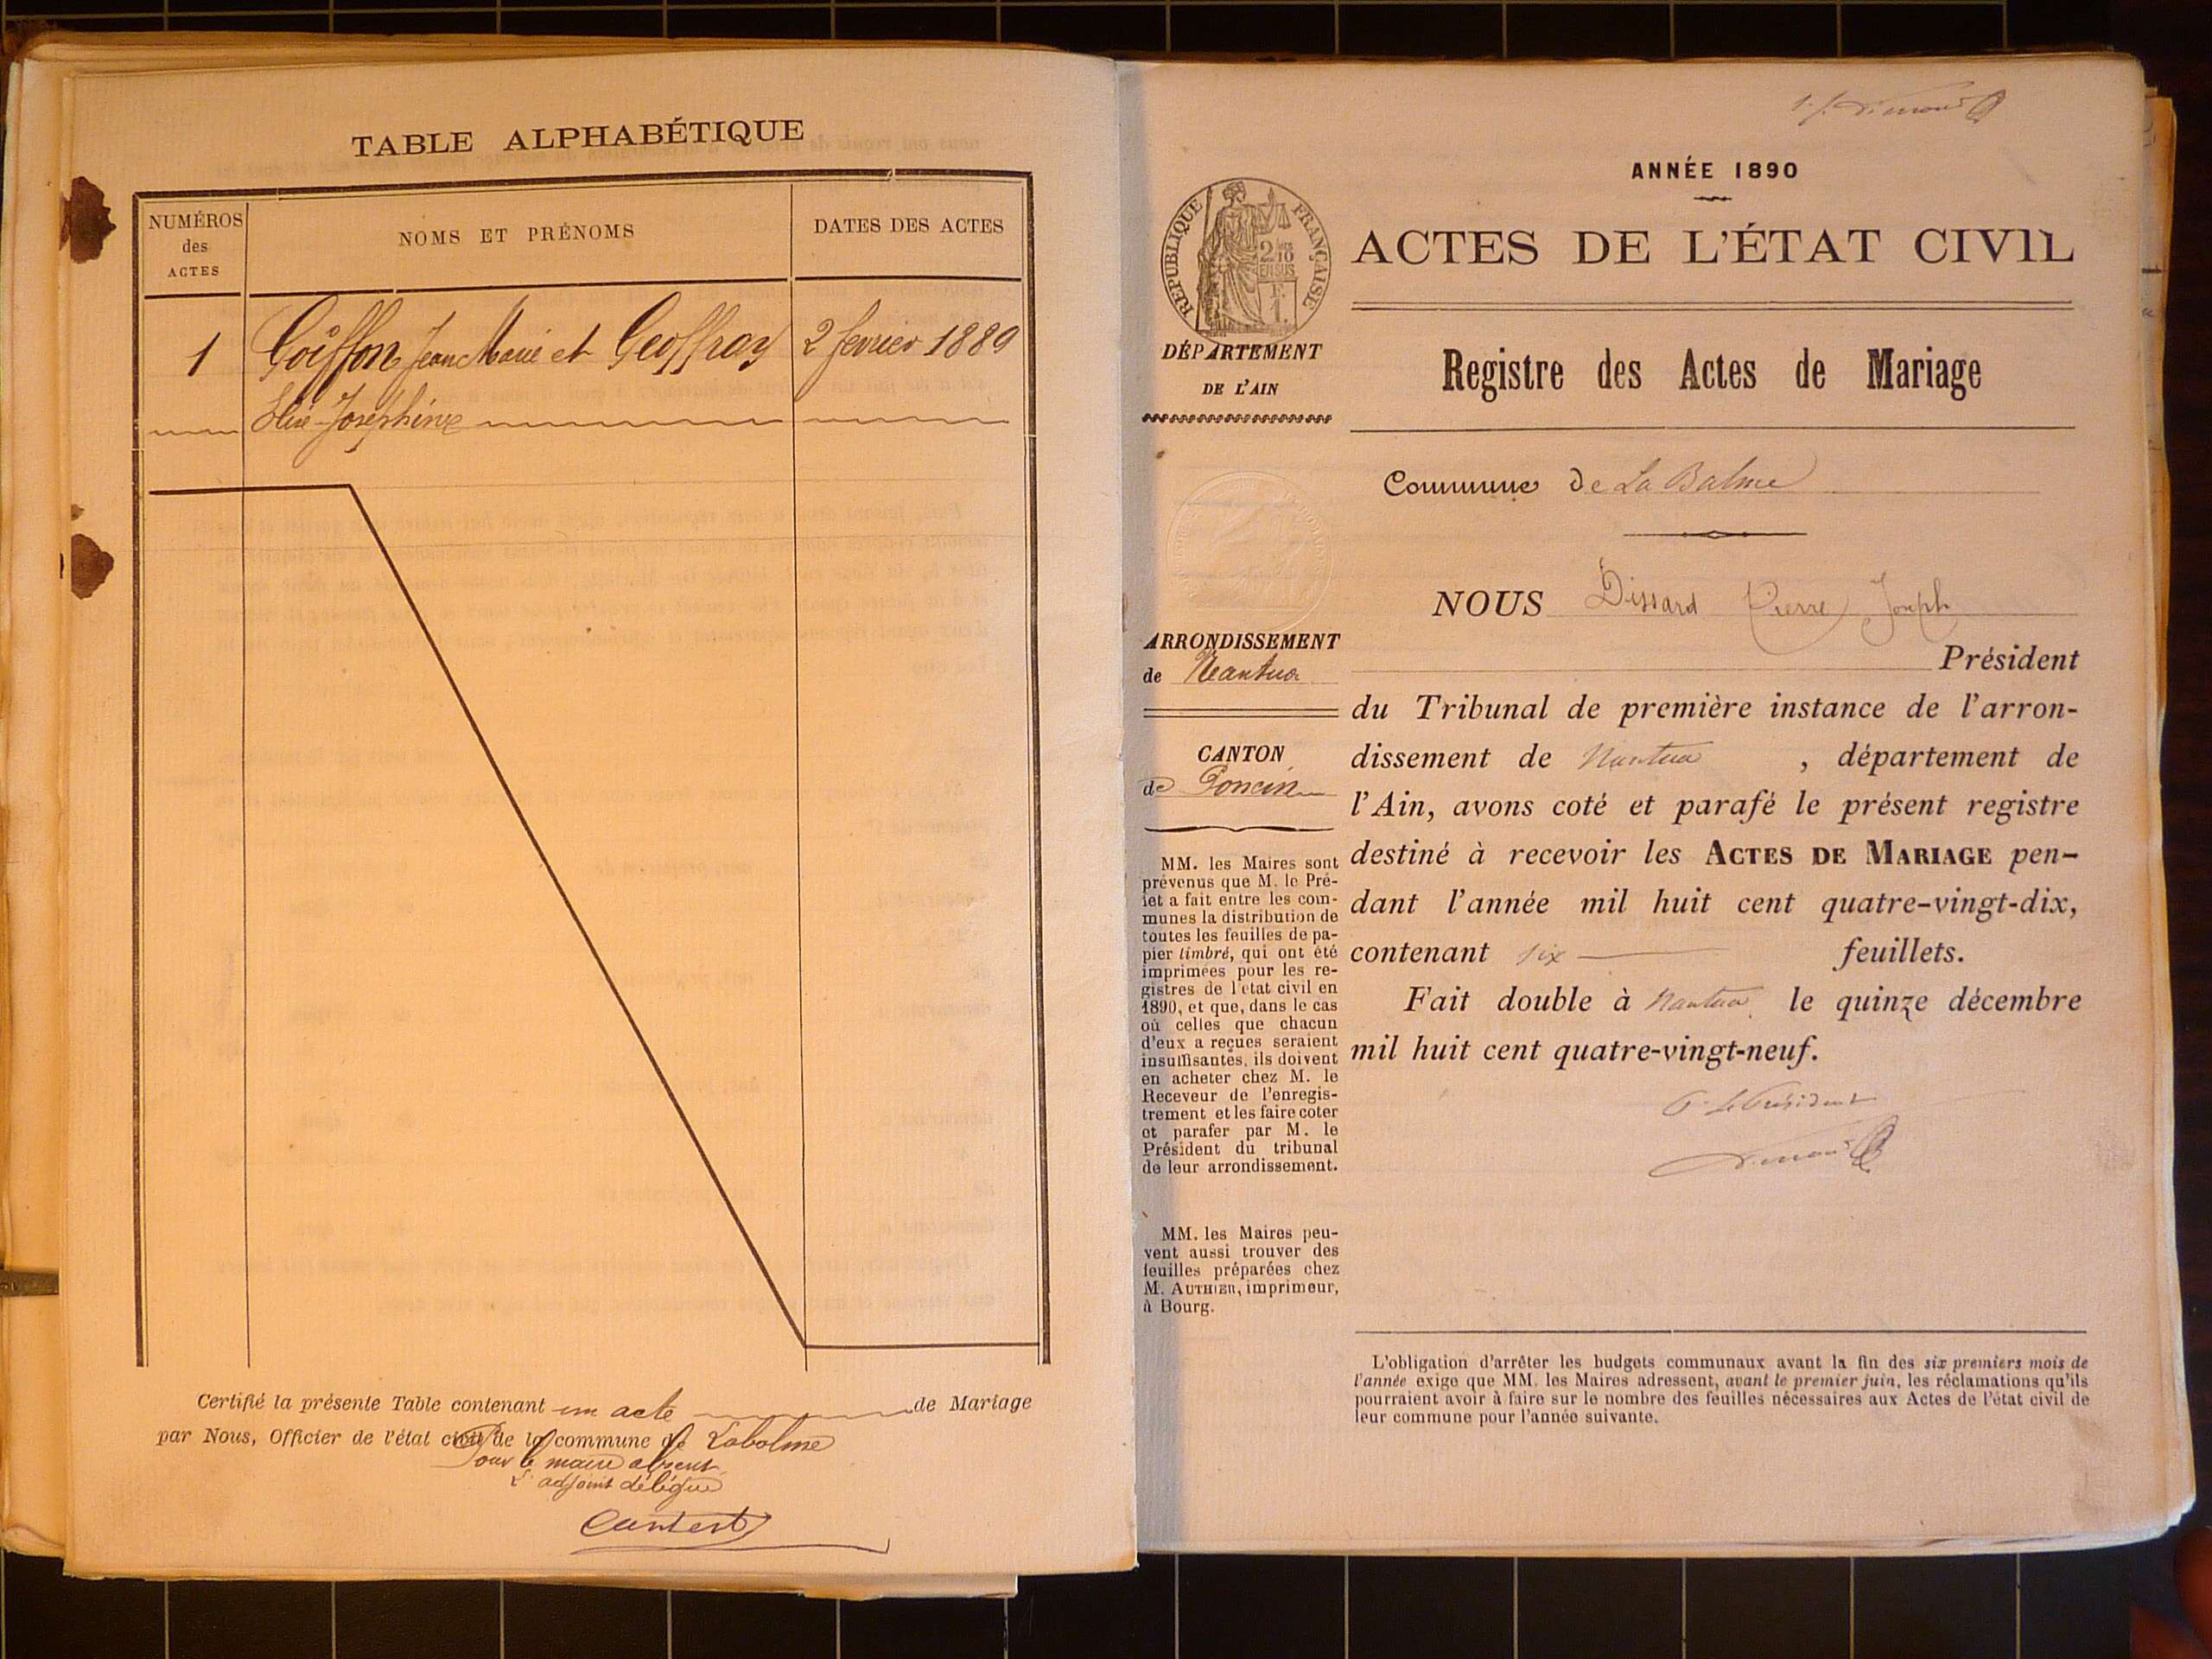 TABLE ALPHABÉTIQUE
NUMÉROS
des
ACTES
NOMS ET PRÉNOMS
DATES DES ACTES
1 Goiffon Jean Marie et Geoffray 2 fevrier 1889
Josephine
Certifié la présente Table contenant un acte de Mariage
par Nous, Officier de l'état civil de la commune de Labalme
Pour le maire absent
L'adjoint délégué
ANNÉE 1890
ACTES DE L'ÉTAT CIVIL
RÉPUBLIQUE FRANÇAISE
2/10
EN SUS
1.
DÉPARTEMENT
DE L'AIN
Registre des Actes de Mariage
Commune de La Balme
ARRONDISSEMENT
de Nantua
CANTON
de Poncin
MM. les Maires sont
prévenus que M. le Pré-
fet a fait entre les com-
munes la distribution de
toutes les feuilles de pa-
pier timbré, qui ont été
imprimées pour les re-
gistres de l'état civil en
1890, et que, dans le cas
où celles que chacun
d'eux a reçues seraient
insuffisantes, ils doivent
en acheter chez M. le
Receveur de l'enregis-
trement et les faire coter
et parafer par M. le
Président du tribunal
de leur arrondissement.
MM. les Maires peu-
vent aussi trouver des
feuilles préparées chez
M. AUTHIER, imprimeur,
à Bourg.
NOUS Dissard Pierre Joseph
Président
du Tribunal de première instance de l'arron-
dissement de Nantua, département de
l'Ain, avons coté et parafé le présent registre
destiné à recevoir les ACTES DE MARIAGE pen-
dant l'année mil huit cent quatre-vingt-dix,
contenant six feuillets.
Fait double à Nantua, le quinze décembre
mil huit cent quatre-vingt-neuf.
P. le Président
L'obligation d'arrêter les budgets communaux avant la fin des six premiers mois de
l'année exige que MM. les Maires adressent, avant le premier juin, les réclamations qu'ils
pourraient avoir à faire sur le nombre des feuilles nécessaires aux Actes de l'état civil de
leur commune pour l'année suivante.